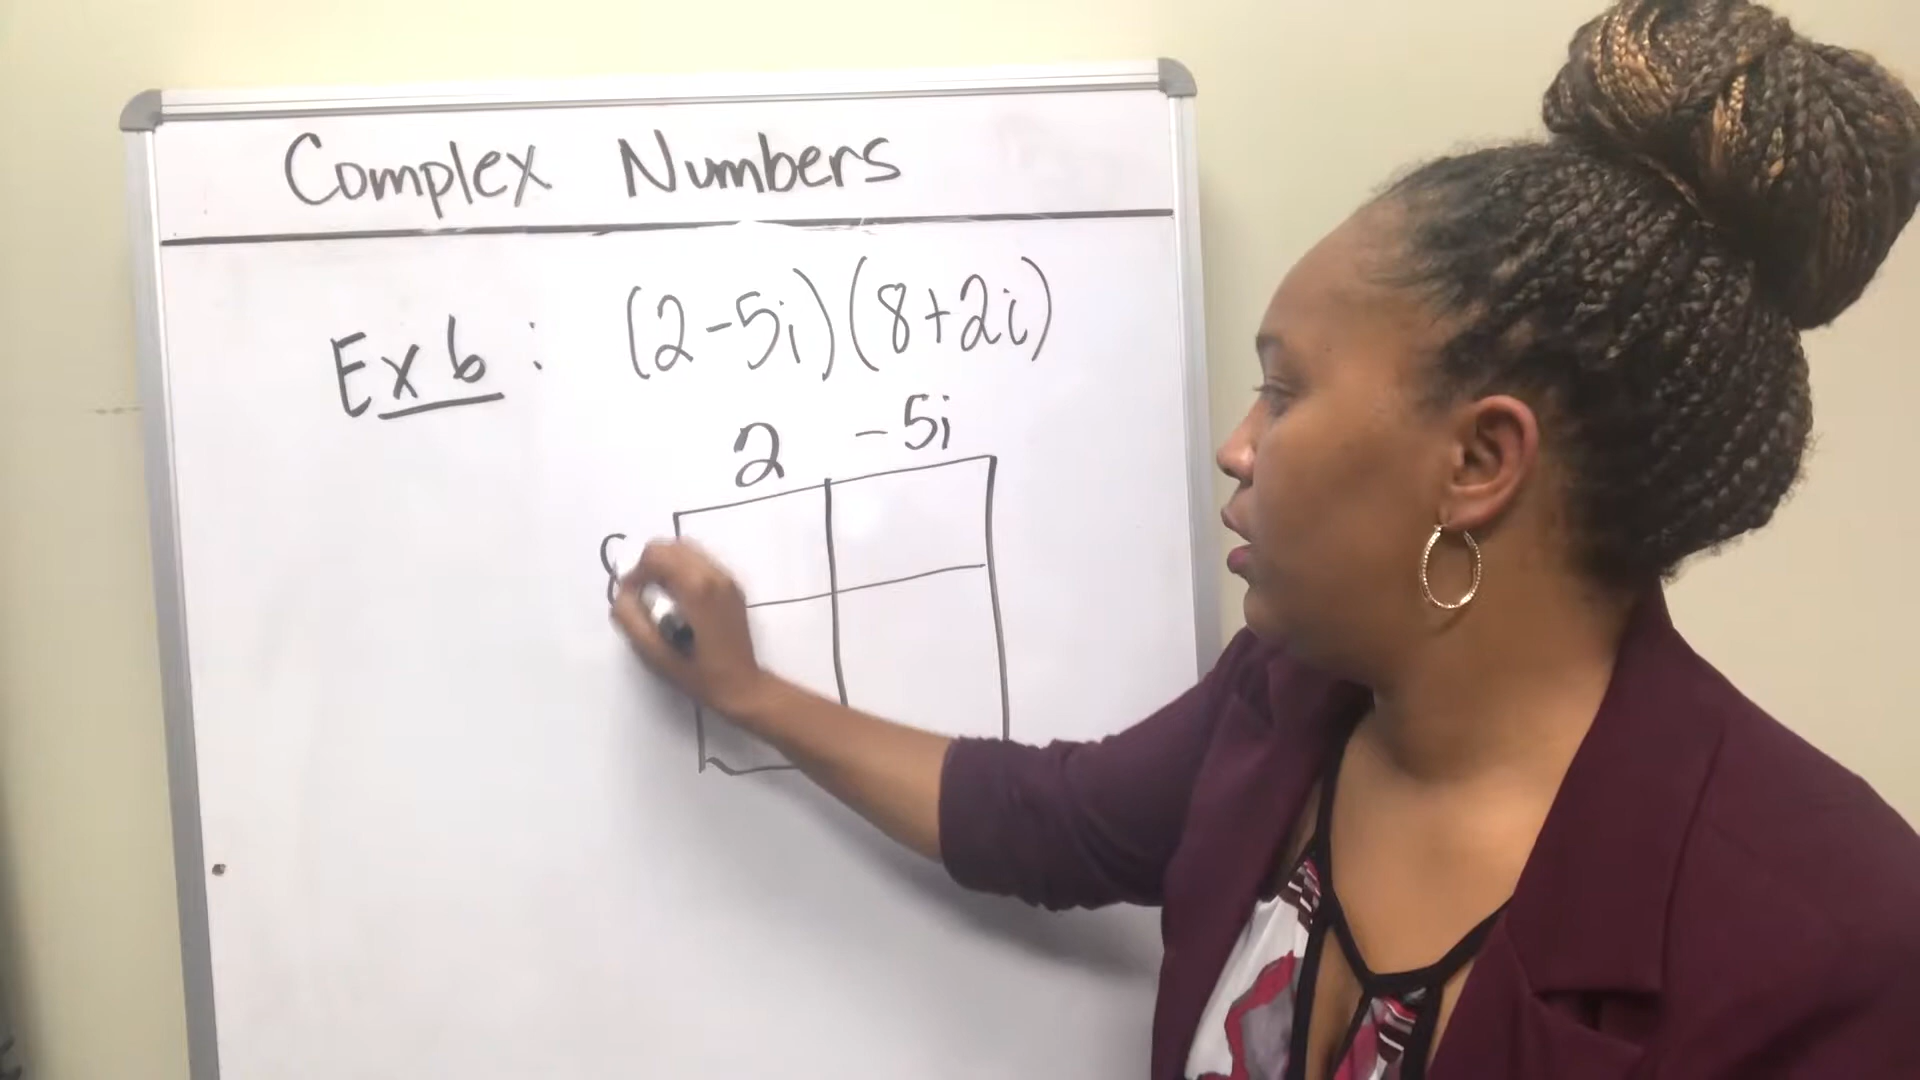 Complex Numbers
Ex 6 : (2-5i)(8+2i)
2 -5i